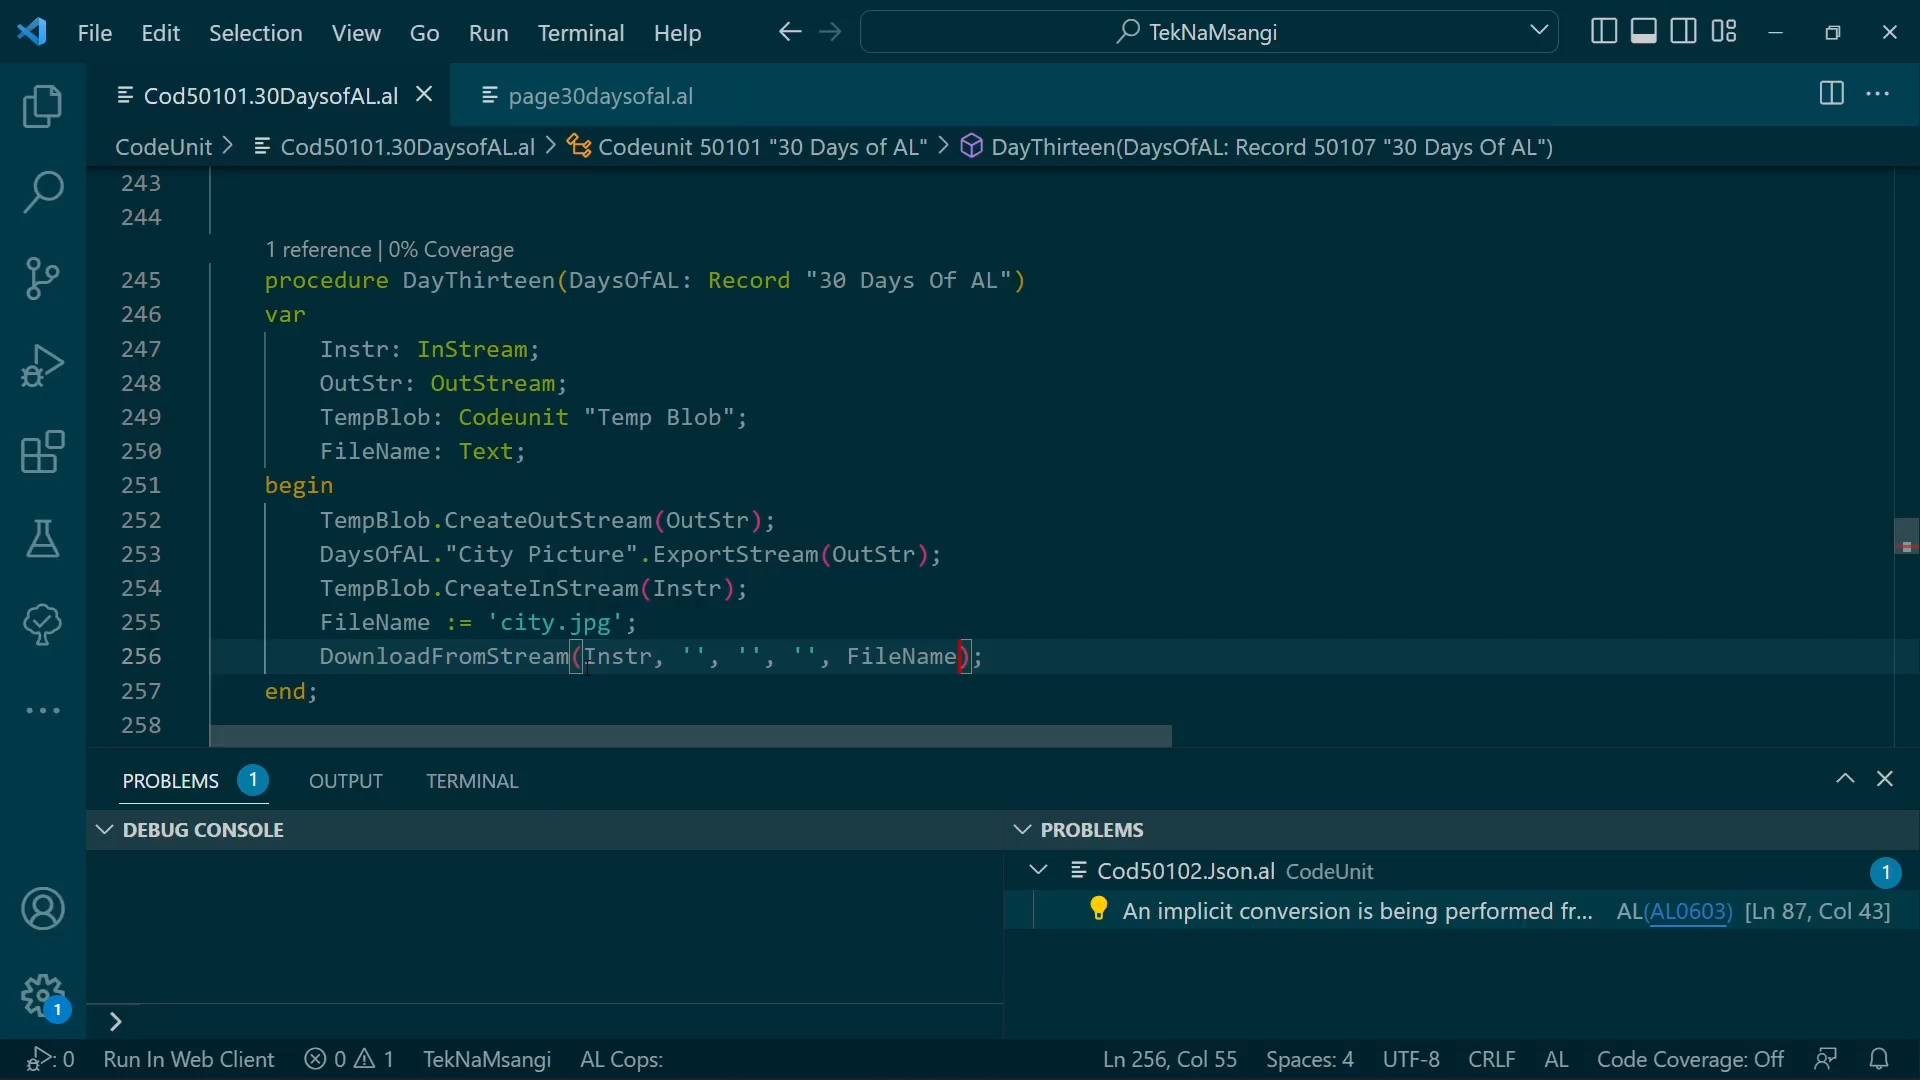 File Edit Selection View Go Run Terminal Help TekNaMsangi
Cod50101.30DaysofAL.al page30daysofal.al
CodeUnit > Cod50101.30DaysofAL.al > Codeunit 50101 "30 Days of AL" > DayThirteen(DaysOfAL: Record 50107 "30 Days Of AL")
243
244
1 reference | 0% Coverage
245 procedure DayThirteen(DaysOfAL: Record "30 Days Of AL")
246 var
247 Instr: InStream;
248 OutStr: OutStream;
249 TempBlob: Codeunit "Temp Blob";
250 FileName: Text;
251 begin
252 TempBlob.CreateOutStream(OutStr);
253 DaysOfAL."City Picture".ExportStream(OutStr);
254 TempBlob.CreateInStream(Instr);
255 FileName := 'city.jpg';
256 DownloadFromStream(Instr, '', '', '', FileName);
257 end;
258
PROBLEMS 1 OUTPUT TERMINAL
DEBUG CONSOLE
PROBLEMS
Cod50102.Json.al CodeUnit 1
An implicit conversion is being performed fr... AL(AL0603) [Ln 87, Col 43]
1
>
: 0 Run In Web Client 0 1 TekNaMsangi AL Cops: Ln 256, Col 55 Spaces: 4 UTF-8 CRLF AL Code Coverage: Off